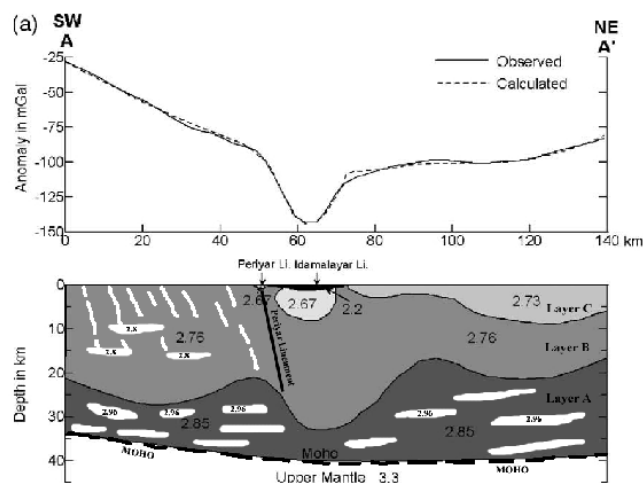 (a) SW NE
A A'
-25
-50
-75
-100
-125
-150
Anomaly in mGal
Observed
Calculated
0 20 40 60 80 100 120 140 km
Periyar Li. Idamalayar Li.
0
10
20
30
40
Depth in km
2.67 2.67 2.2 2.73 Layer C
2.8 2.76 Periyar Lineament 2.76 Layer B
2.8 2.8
2.96 2.96 2.96 2.96 Layer A
2.96 2.96
2.85 2.85
Moho
MOHO MOHO
Upper Mantle 3.3